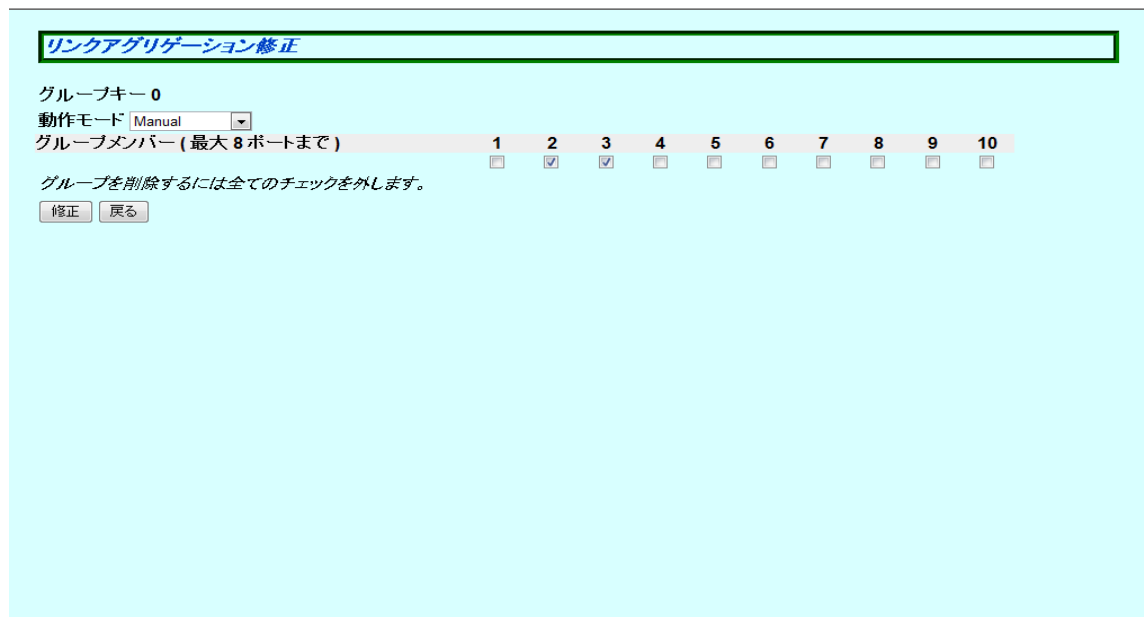 リンクアグリゲーション修正
グループキー 0
動作モード Manual
グループメンバー ( 最大 8 ポートまで ) 1 2 3 4 5 6 7 8 9 10
グループを削除するには全てのチェックを外します。
修正 戻る